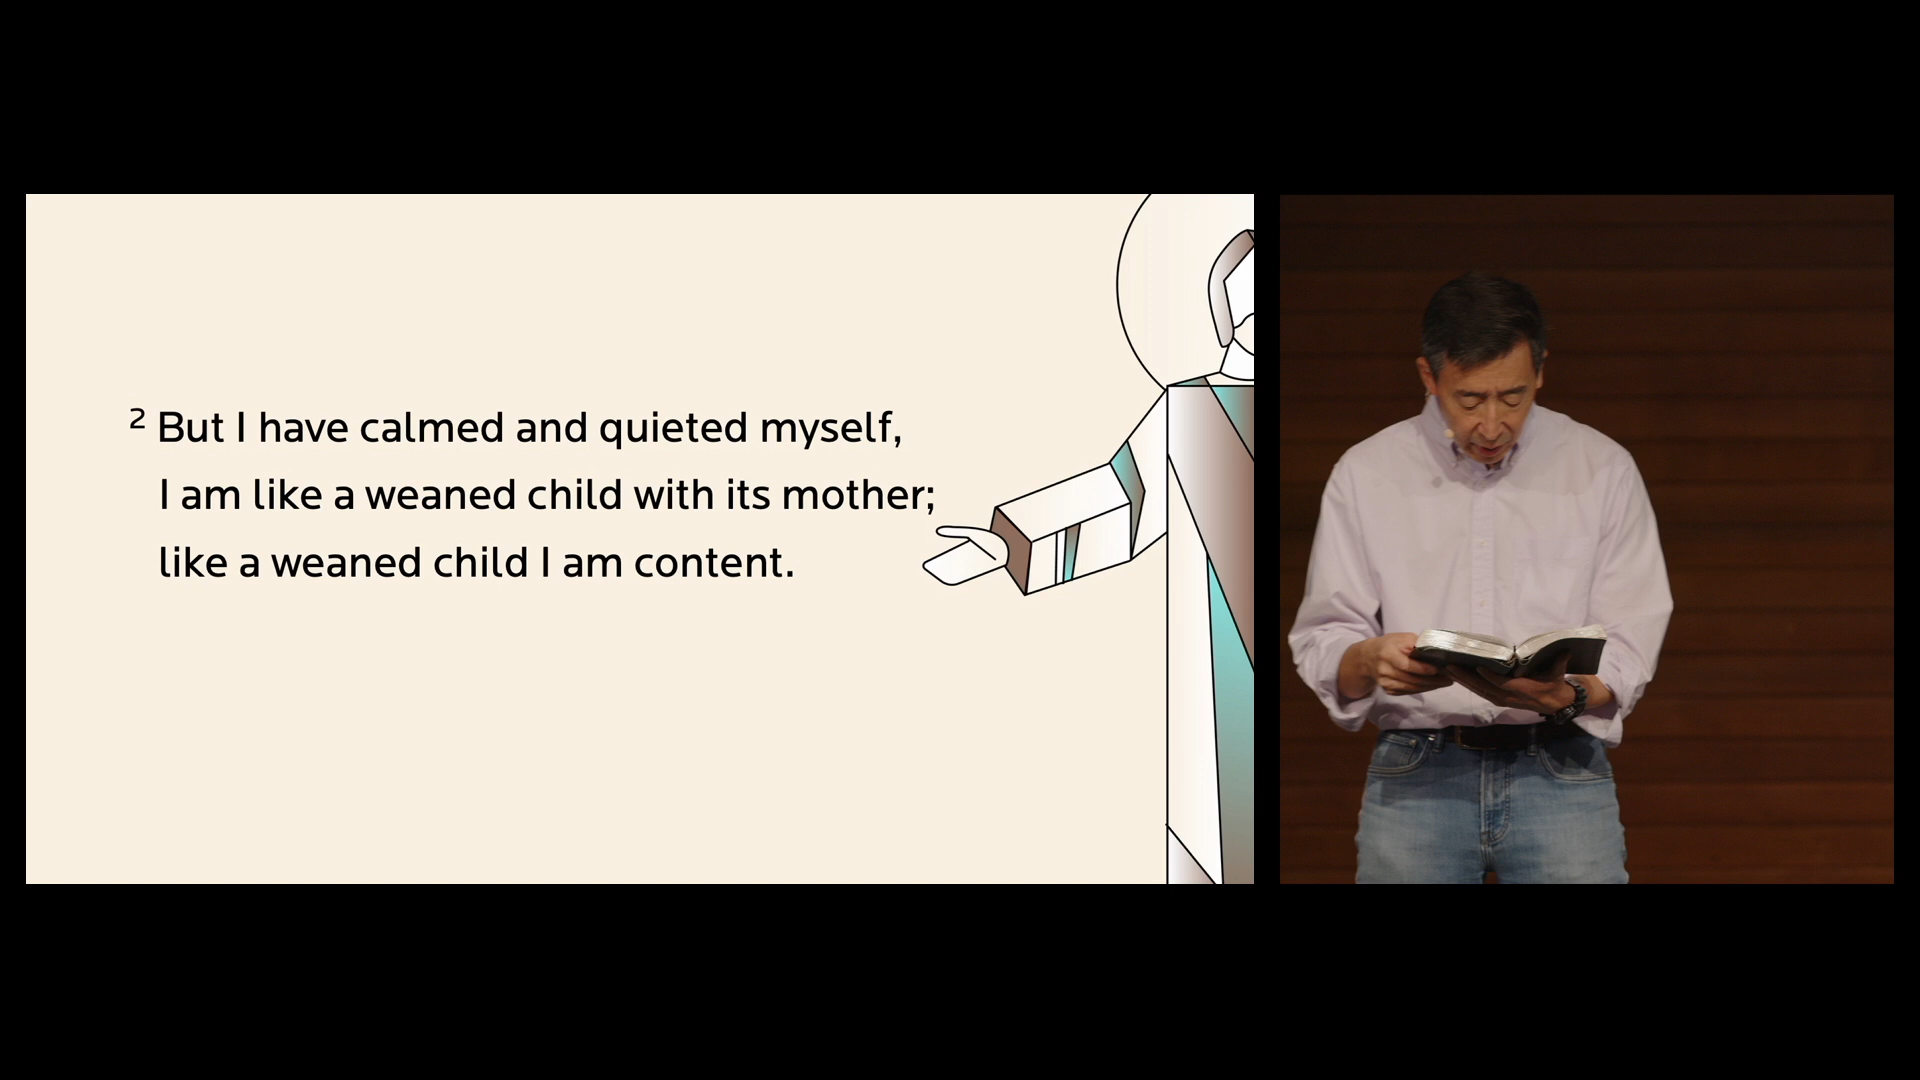 ² But I have calmed and quieted myself,
I am like a weaned child with its mother;
like a weaned child I am content.